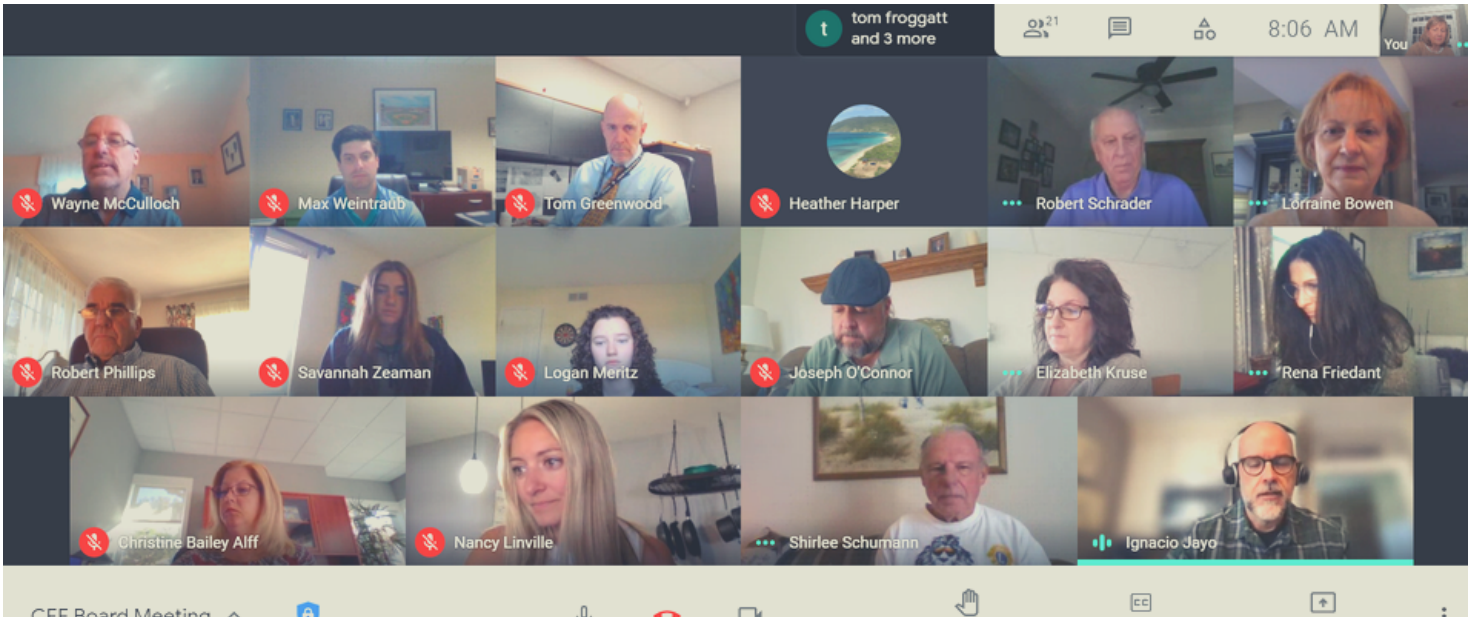 t
tom froggatt
and 3 more
21
8:06 AM
You
Wayne McCulloch
Max Weintraub
Tom Greenwood
Heather Harper
Robert Schrader
Lorraine Bowen
Robert Phillips
Savannah Zeaman
Logan Meritz
Joseph O'Connor
Elizabeth Kruse
Rena Friedant
Christine Bailey Alff
Nancy Linville
Shirlee Schumann
Ignacio Jayo
Board Meeting
CC